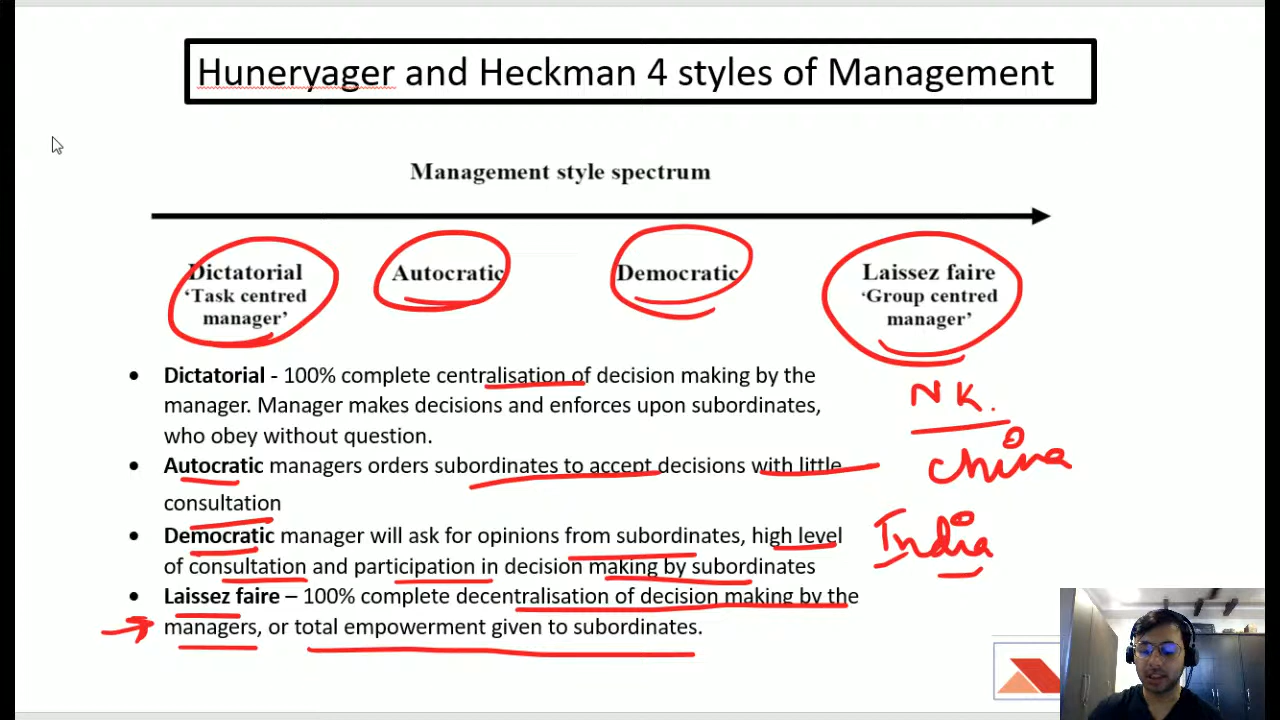 Huneryager and Heckman 4 styles of Management
Management style spectrum
Dictatorial
'Task centred
manager'
Autocratic
Democratic
Laissez faire
'Group centred
manager'
• Dictatorial - 100% complete centralisation of decision making by the
manager. Manager makes decisions and enforces upon subordinates,
who obey without question.
• Autocratic managers orders subordinates to accept decisions with little
consultation
• Democratic manager will ask for opinions from subordinates, high level
of consultation and participation in decision making by subordinates
• Laissez faire – 100% complete decentralisation of decision making by the
managers, or total empowerment given to subordinates.
NK.
China
India